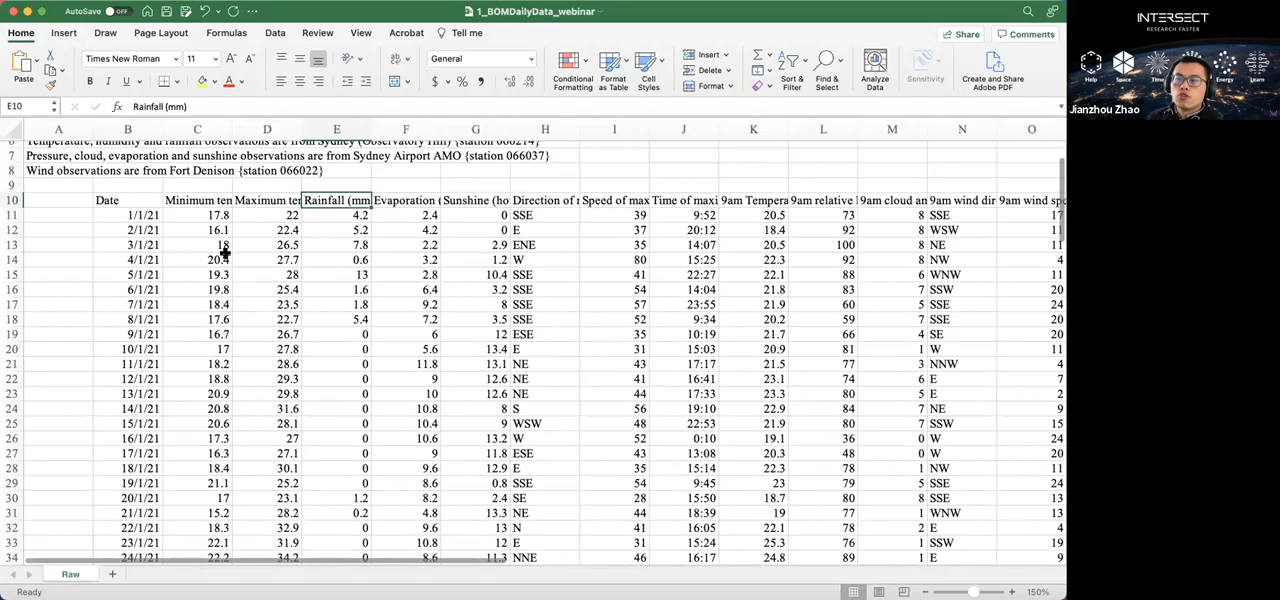 AutoSave OFF
1_BOMDailyData_webinar
Home Insert Draw Page Layout Formulas Data Review View Acrobat Tell me Share Comments
Paste
Times New Roman 11
General
Conditional Formatting
Format as Table
Cell Styles
Insert
Delete
Format
Sort & Filter
Find & Select
Analyze Data
Sensitivity
Create and Share Adobe PDF
E10 fx Rainfall (mm)
A B C D E F G H I J K L M N O
7 Pressure, cloud, evaporation and sunshine observations are from Sydney Airport AMO {station 066037}
8 Wind observations are from Fort Denison {station 066022}
9
10 Date Minimum ten Maximum ten Rainfall (mm Evaporation ( Sunshine (ho Direction of Speed of max Time of maxi 9am Tempera 9am relative 9am cloud an 9am wind dir 9am wind spe
11 1/1/21 17.8 22 4.2 2.4 0 SSE 39 9:52 20.5 73 8 SSE 17
12 2/1/21 16.1 22.4 5.2 4.2 0 E 37 20:12 18.4 92 8 WSW 11
13 3/1/21 18 26.5 7.8 2.2 2.9 ENE 35 14:07 20.5 100 8 NE 11
14 4/1/21 20.4 27.7 0.6 3.2 1.2 W 80 15:25 22.3 92 8 NW 4
15 5/1/21 19.3 28 13 2.8 10.4 SSE 41 22:27 22.1 88 6 WNW 11
16 6/1/21 19.8 25.4 1.6 6.4 3.2 SSE 54 14:04 21.8 83 7 SSW 20
17 7/1/21 18.4 23.5 1.8 9.2 8 SSE 57 23:55 21.9 60 5 SSE 24
18 8/1/21 17.6 22.7 5.4 7.2 3.5 SSE 52 9:34 20.2 59 7 SSE 20
19 9/1/21 16.7 26.7 0 6 12 ESE 35 10:19 21.7 66 4 SE 20
20 10/1/21 17 27.8 0 5.6 13.4 E 31 15:03 20.9 81 1 W 11
21 11/1/21 18.2 28.6 0 11.8 13.1 NE 43 17:17 21.5 77 3 NNW 4
22 12/1/21 18.8 29.3 0 9 12.6 NE 41 16:41 23.1 74 6 E 7
23 13/1/21 20.9 29.8 0 10 12.6 NE 44 17:33 23.3 80 5 E 2
24 14/1/21 20.8 31.6 0 10.8 8 S 56 19:10 22.9 84 7 NE 9
25 15/1/21 20.6 28.1 0 10.4 9 WSW 48 22:53 21.9 80 7 SSW 15
26 16/1/21 17.3 27 0 10.6 13.2 W 52 0:10 19.1 36 0 W 24
27 17/1/21 16.3 27.1 0 9 11.8 ESE 43 13:08 20.3 48 0 W 20
28 18/1/21 18.4 30.1 0 9.6 12.9 E 35 15:14 22.3 78 1 NW 11
29 19/1/21 21.1 25.2 0 8.6 0.8 SSE 54 9:45 23 79 5 SSE 24
30 20/1/21 17 23.1 1.2 8.2 2.4 SE 28 15:50 18.7 80 8 SSE 13
31 21/1/21 15.2 28.2 0.2 4.8 13.3 NE 44 18:39 19 77 1 WNW 13
32 22/1/21 18.3 32.9 0 9.6 13 N 41 16:05 22.1 78 2 E 4
33 23/1/21 22.1 31.9 0 10.8 12 E 31 15:24 25.3 76 1 SSW 19
34 24/1/21 22.2 34.2 0 8.6 11.3 NNE 46 16:17 24.8 89 1 E 9
Raw
Ready 150%
INTERSECT
RESEARCH FASTER
Help Space Time Energy
Jianzhou Zhao